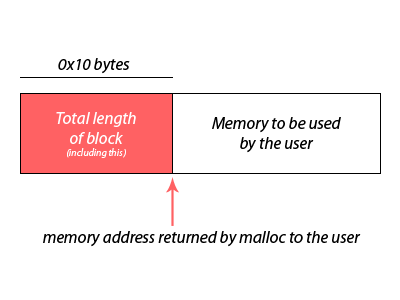 0x10 bytes
Total length
of block
(including this)
Memory to be used
by the user
memory address returned by malloc to the user